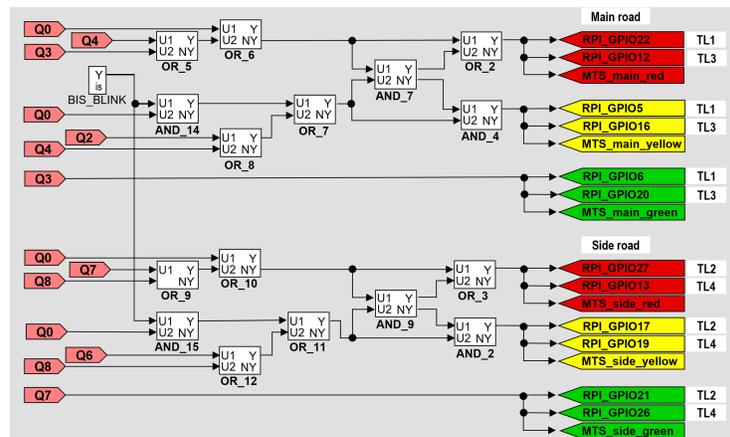 Main road
Q0 U1 Y U1 Y RPI_GPIO22 TL1
Q4 U1 Y U2 NY U2 NY RPI_GPIO12 TL3
Q3 U2 NY OR_6 OR_2 MTS_main_red
OR_5 U1 Y
Y U2 NY
is AND_7
BIS_BLINK
U1 Y U1 Y U1 Y RPI_GPIO5 TL1
Q0 U2 NY U2 NY U2 NY RPI_GPIO16 TL3
AND_14 OR_7 AND_4 MTS_main_yellow
Q2 U1 Y
Q4 U2 NY
OR_8
Q3 RPI_GPIO6 TL1
RPI_GPIO20 TL3
MTS_main_green
Side road
Q0 U1 Y U1 Y RPI_GPIO27 TL2
Q7 U1 Y U2 NY U2 NY RPI_GPIO13 TL4
Q8 U2 NY OR_10 OR_3 MTS_side_red
OR_9 U1 Y
U2 NY
AND_9
U1 Y U1 Y U1 Y RPI_GPIO17 TL2
Q0 U2 NY U2 NY U2 NY RPI_GPIO19 TL4
AND_15 OR_11 AND_2 MTS_side_yellow
Q6 U1 Y
Q8 U2 NY
OR_12
Q7 RPI_GPIO21 TL2
RPI_GPIO26 TL4
MTS_side_green